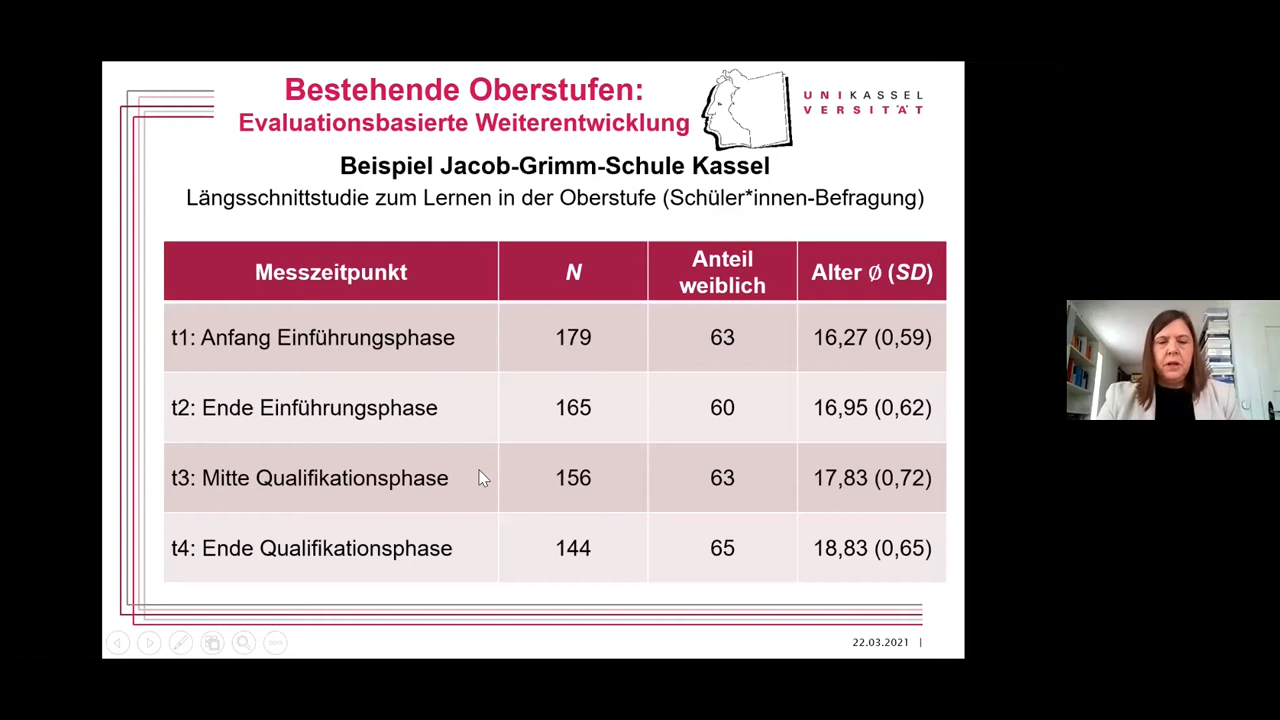 Bestehende Oberstufen:
Evaluationsbasierte Weiterentwicklung
UNIKASSEL
VERSITÄT
Beispiel Jacob-Grimm-Schule Kassel
Längsschnittstudie zum Lernen in der Oberstufe (Schüler*innen-Befragung)
Messzeitpunkt N Anteil weiblich Alter ∅ (SD)
t1: Anfang Einführungsphase 179 63 16,27 (0,59)
t2: Ende Einführungsphase 165 60 16,95 (0,62)
t3: Mitte Qualifikationsphase 156 63 17,83 (0,72)
t4: Ende Qualifikationsphase 144 65 18,83 (0,65)
22.03.2021 |